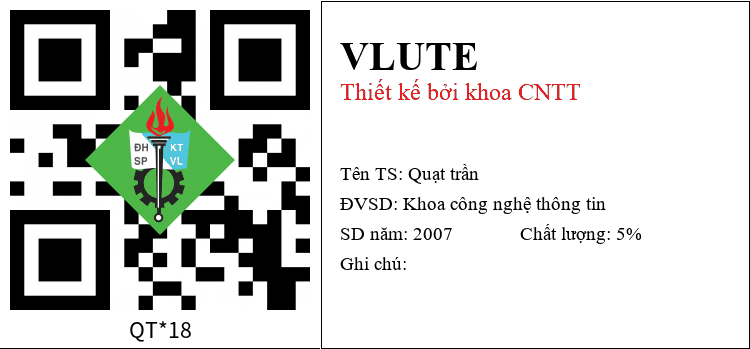 ĐH KT
SP VL
QT*18
VLUTE
Thiết kế bởi khoa CNTT
Tên TS: Quạt trần
ĐVSD: Khoa công nghệ thông tin
SD năm: 2007 Chất lượng: 5%
Ghi chú: